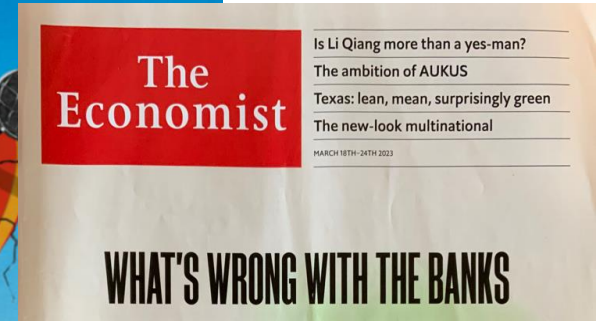 The
Economist
Is Li Qiang more than a yes-man?
The ambition of AUKUS
Texas: lean, mean, surprisingly green
The new-look multinational
MARCH 18TH–24TH 2023
WHAT'S WRONG WITH THE BANKS